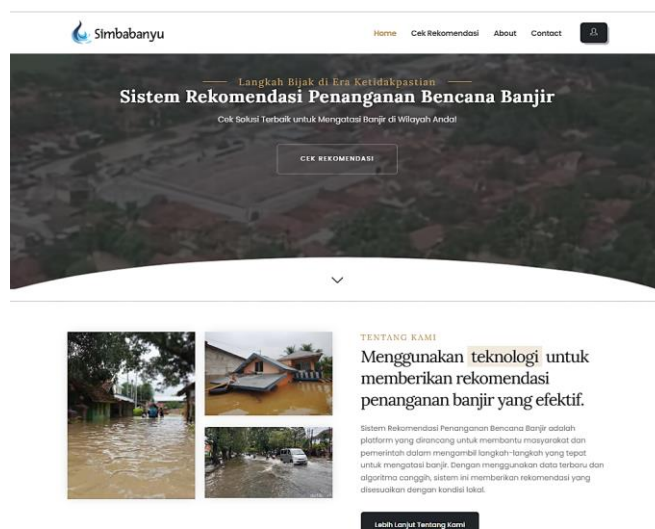 Simbabanyu
Home Cek Rekomendasi About Contact
Langkah Bijak di Era Ketidakpastian
Sistem Rekomendasi Penanganan Bencana Banjir
Cek Solusi Terbaik untuk Mengatasi Banjir di Wilayah Anda!
CEK REKOMENDASI
TENTANG KAMI
Menggunakan teknologi untuk
memberikan rekomendasi
penanganan banjir yang efektif.
Sistem Rekomendasi Penanganan Bencana Banjir adalah
platform yang dirancang untuk membantu masyarakat dan
pemerintah dalam mengambil langkah-langkah yang tepat
untuk mengatasi banjir. Dengan menggunakan data terbaru dan
algoritma canggih, sistem ini memberikan rekomendasi yang
disesuaikan dengan kondisi lokal.
Lebih Lanjut Tentang Kami